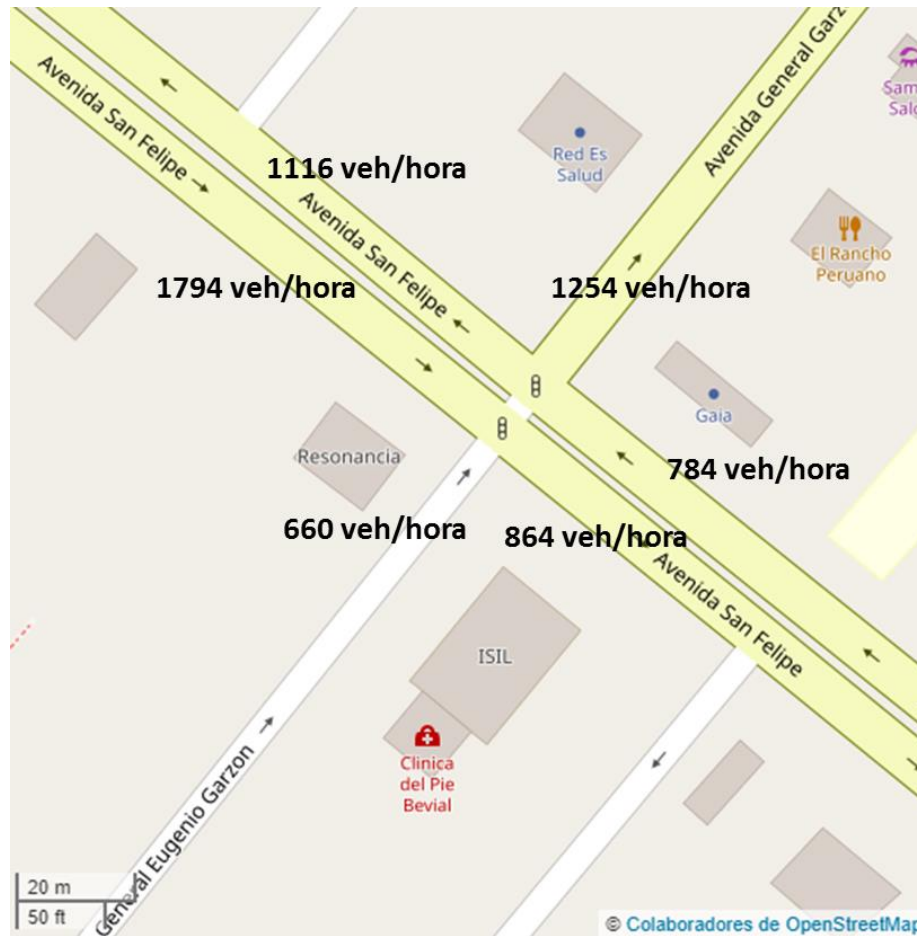 Avenida San Felipe
Avenida General Garz
Sam
Salo
Red Es
Salud
1116 veh/hora
Avenida San Felipe
El Rancho
Peruano
1794 veh/hora
1254 veh/hora
Gaia
Resonancia
784 veh/hora
660 veh/hora
864 veh/hora
Avenida San Felipe
ISIL
Clinica
del Pie
Bevial
General Eugenio Garzon
20 m
50 ft
© Colaboradores de OpenStreetMap